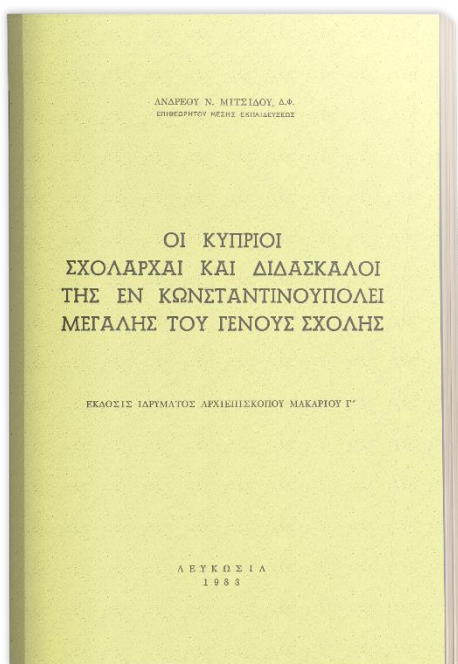 ΑΝΔΡΕΟΥ Ν. ΜΙΤΣΙΔΟΥ, Δ.Φ.
ΕΠΙΘΕΩΡΗΤΟΥ ΜΕΣΗΣ ΕΚΠΑΙΔΕΥΣΕΩΣ
ΟΙ ΚΥΠΡΙΟΙ
ΣΧΟΛΑΡΧΑΙ ΚΑΙ ΔΙΔΑΣΚΑΛΟΙ
ΤΗΣ ΕΝ ΚΩΝΣΤΑΝΤΙΝΟΥΠΟΛΕΙ
ΜΕΓΑΛΗΣ ΤΟΥ ΓΕΝΟΥΣ ΣΧΟΛΗΣ
ΕΚΔΟΣΙΣ ΙΔΡΥΜΑΤΟΣ ΑΡΧΙΕΠΙΣΚΟΠΟΥ ΜΑΚΑΡΙΟΥ Γ΄
ΛΕΥΚΩΣΙΑ
1983